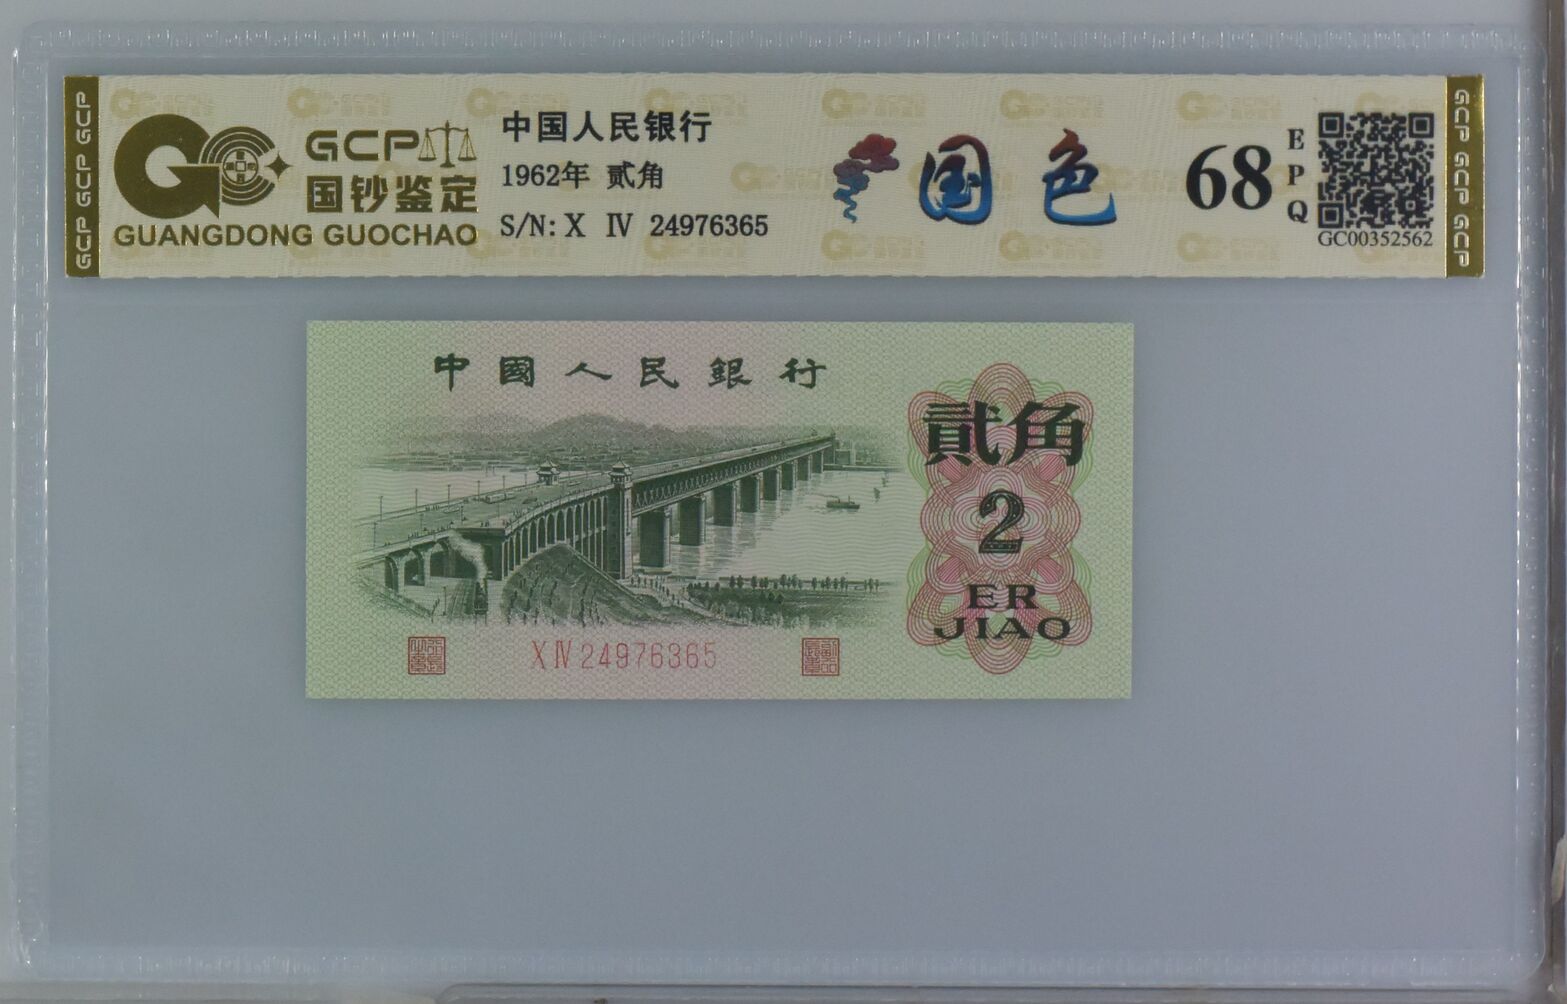 GCP GCP GCP
GCP
国钞鉴定
GUANGDONG GUOCHAO
中国人民银行
1962年 贰角
S/N: X IV 24976365
国色
68
EPQ
GC00352562
GCP GCP GCP
中國人民銀行
貳角
2
ER
JIAO
X IV 24976365